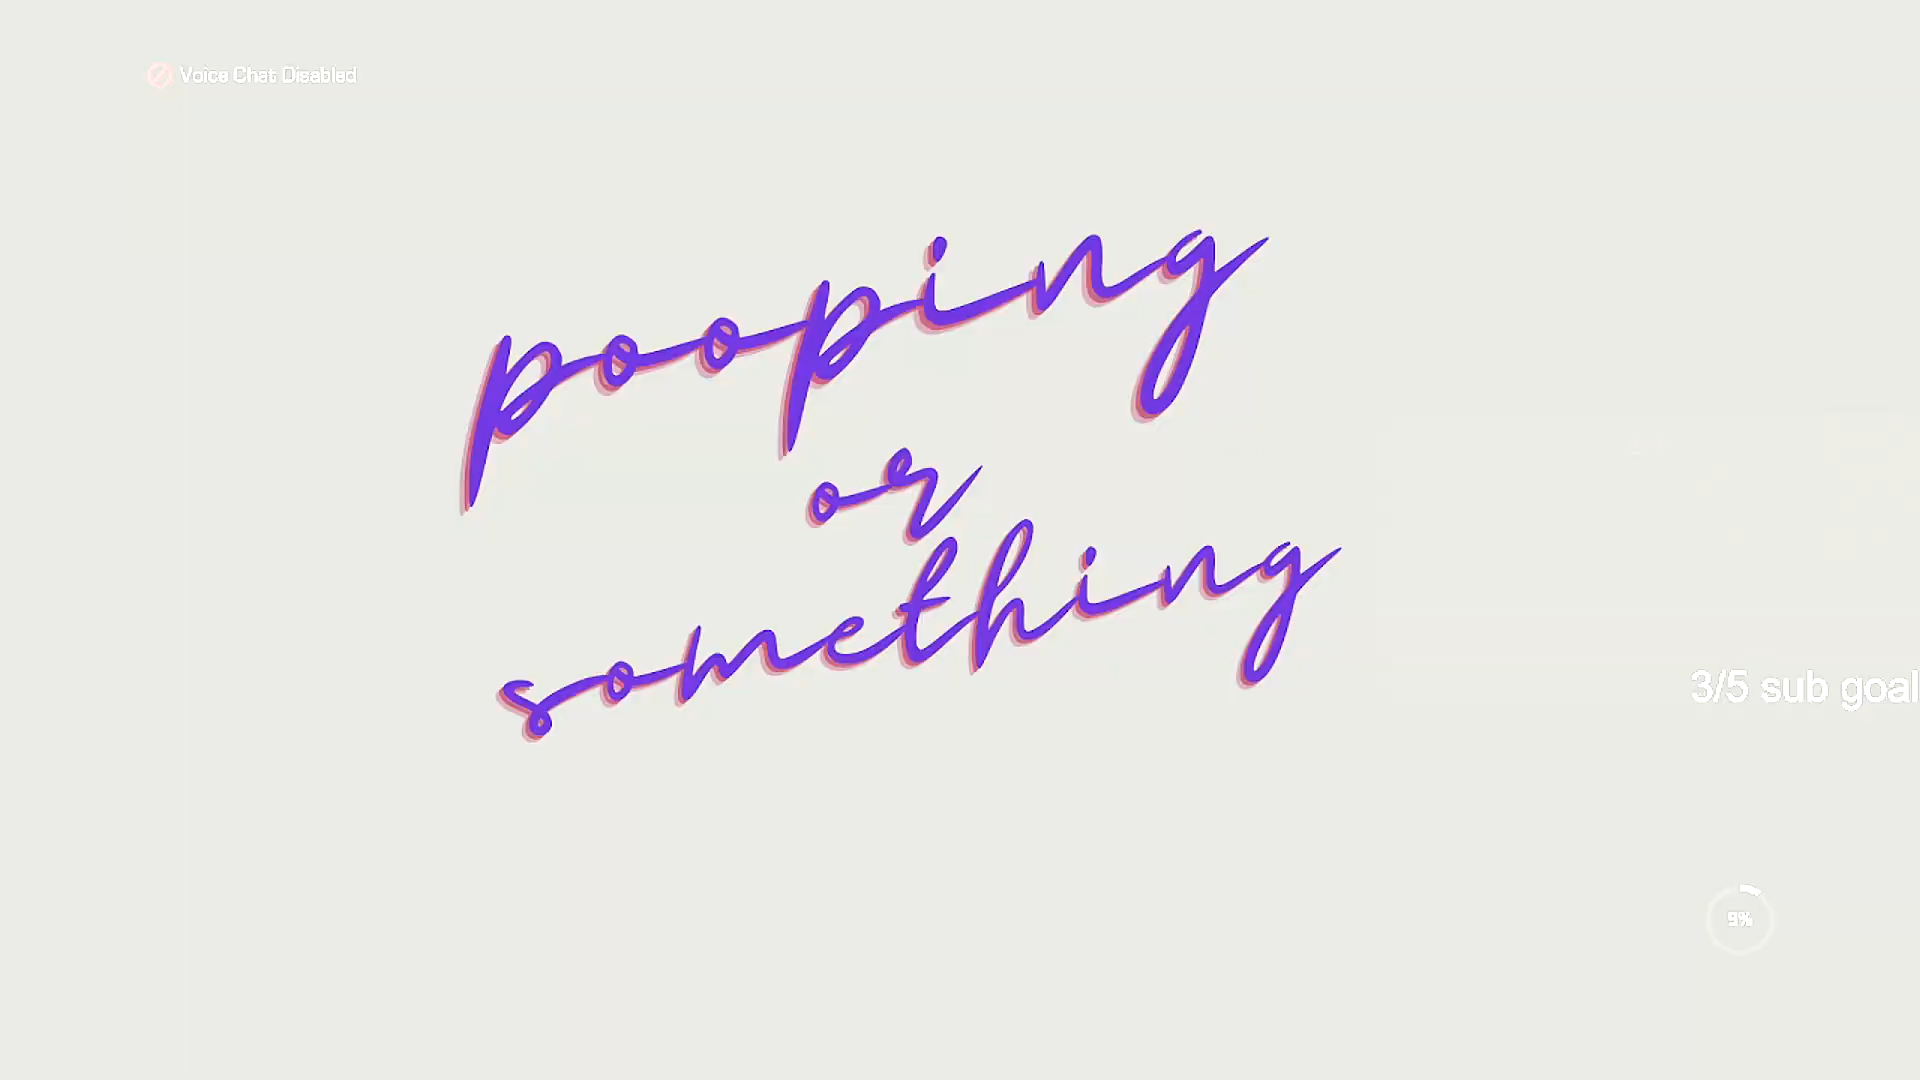 Voice Chat Disabled
pooping
or
something
3/5 sub goal
9%